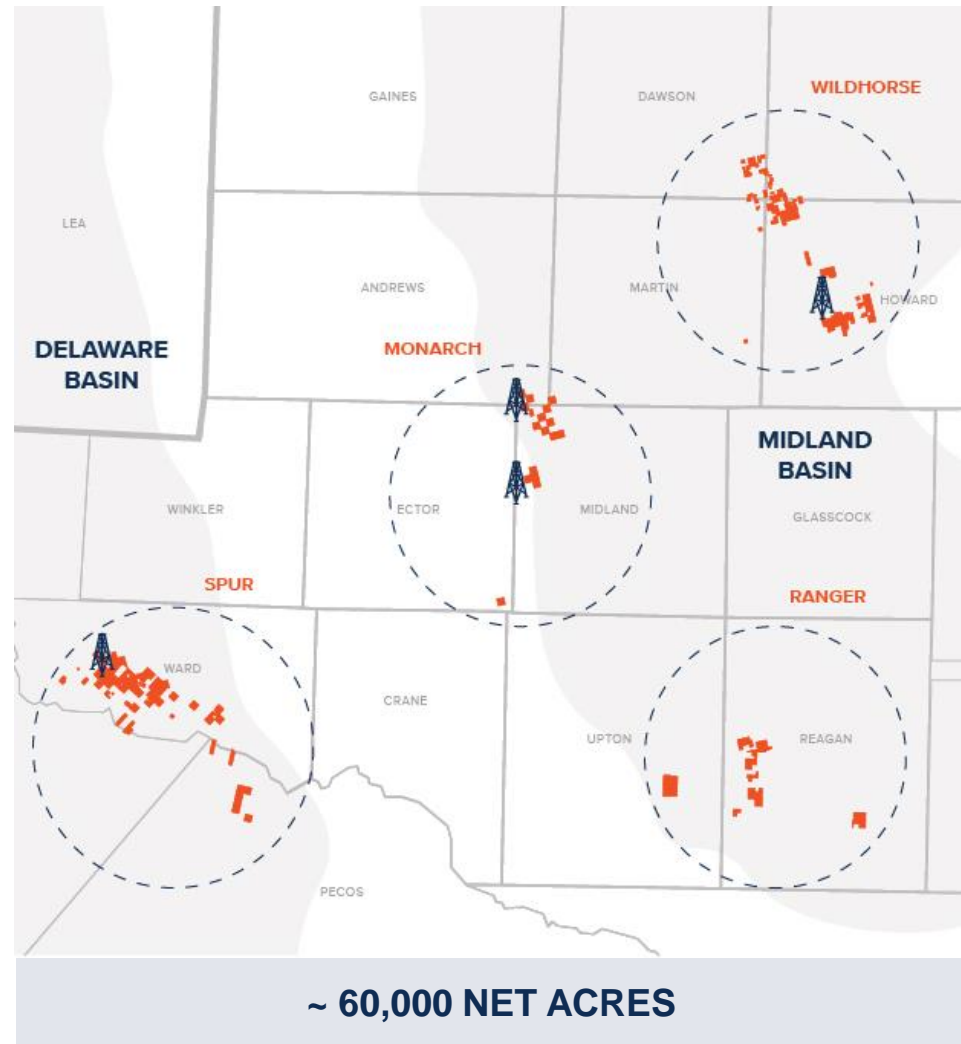 WILDHORSE
GAINES
DAWSON
LEA
ANDREWS
MARTIN
HOWARD
DELAWARE
BASIN
MONARCH
MIDLAND
BASIN
WINKLER
ECTOR
MIDLAND
GLASSCOCK
SPUR
RANGER
WARD
CRANE
UPTON
REAGAN
PECOS
~ 60,000 NET ACRES